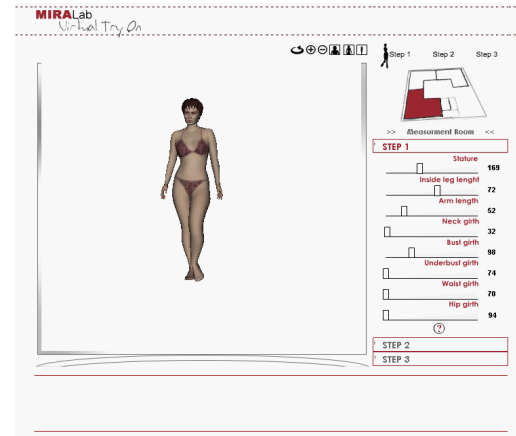 MIRALab
Virtual Try On
Step 1 Step 2 Step 3
>> Measurment Room <<
STEP 1
Stature
169
Inside leg lenght
72
Arm length
52
Neck girth
32
Bust girth
98
Underbust girth
74
Waist girth
70
Hip girth
94
?
STEP 2
STEP 3